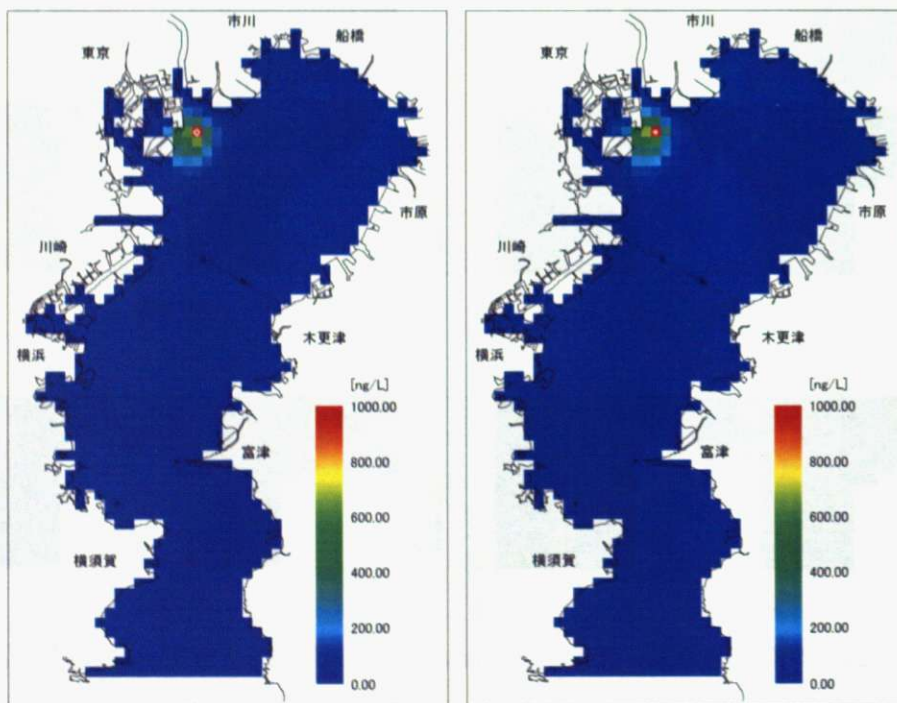 市川
船橋
東京
市原
川崎
木更津
横浜
[ng/L]
1000.00
富津
800.00
600.00
横須賀
400.00
200.00
0.00
市川
船橋
東京
市原
川崎
木更津
横浜
[ng/L]
1000.00
富津
800.00
600.00
横須賀
400.00
200.00
0.00